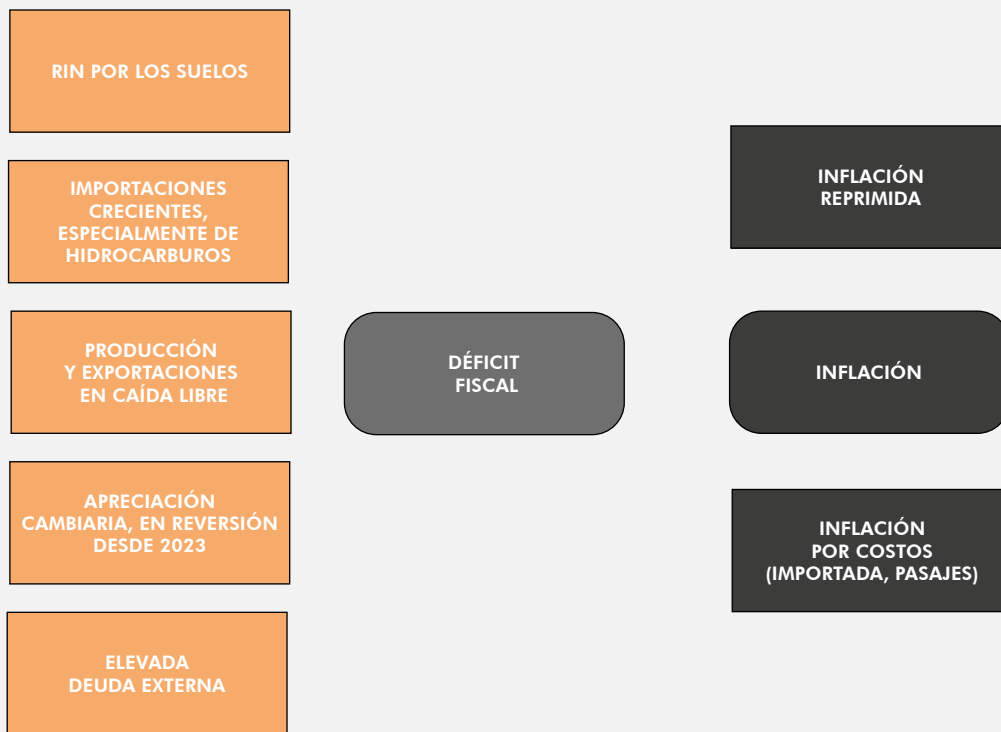 RIN POR LOS SUELOS
IMPORTACIONES
CRECIENTES,
ESPECIALMENTE DE
HIDROCARBUROS
PRODUCCIÓN
Y EXPORTACIONES
EN CAÍDA LIBRE
APRECIACIÓN
CAMBIARIA, EN REVERSIÓN
DESDE 2023
ELEVADA
DEUDA EXTERNA
DÉFICIT
FISCAL
INFLACIÓN
REPRIMIDA
INFLACIÓN
INFLACIÓN
POR COSTOS
(IMPORTADA, PASAJES)